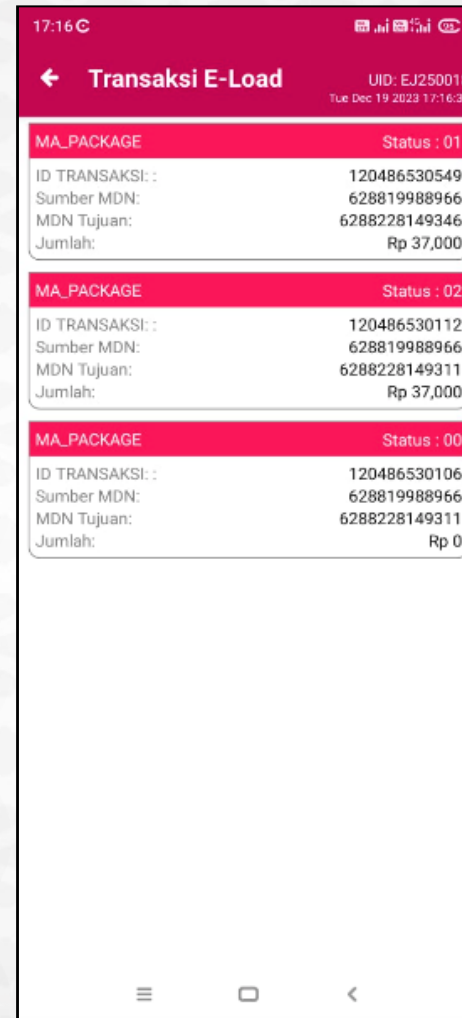 17:16
Transaksi E-Load
UID: EJ25001
Tue Dec 19 2023 17:16:3
MA_PACKAGE Status : 01
ID TRANSAKSI: : 120486530549
Sumber MDN: 628819988966
MDN Tujuan: 6288228149346
Jumlah: Rp 37,000
MA_PACKAGE Status : 02
ID TRANSAKSI: : 120486530112
Sumber MDN: 628819988966
MDN Tujuan: 6288228149311
Jumlah: Rp 37,000
MA_PACKAGE Status : 00
ID TRANSAKSI: : 120486530106
Sumber MDN: 628819988966
MDN Tujuan: 6288228149311
Jumlah: Rp 0